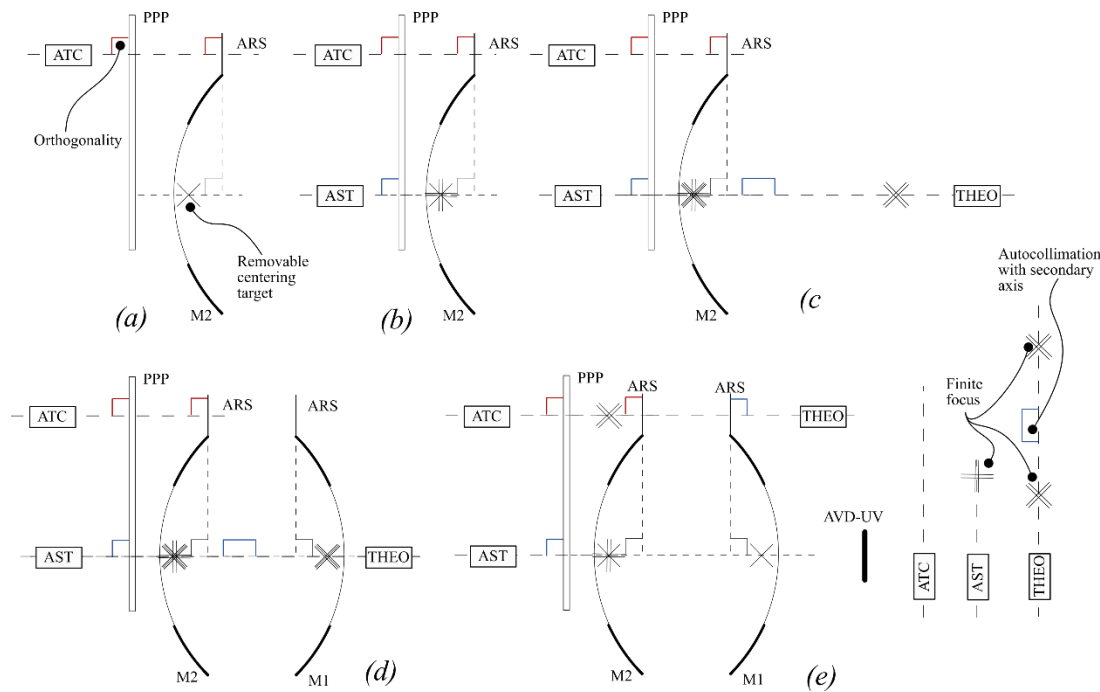 PPP
ATC
ARS
Orthogonality
Removable
centering
target
M2
(a)
PPP
ATC
ARS
AST
M2
(b)
PPP
ATC
ARS
AST
THEO
M2
(c
Autocollimation
with secondary
axis
Finite
focus
ATC
AST
THEO
PPP
ATC
ARS
ARS
AST
THEO
M2
(d)
M1
PPP
ARS
ARS
ATC
THEO
AST
AVD-UV
M2
M1
(e)